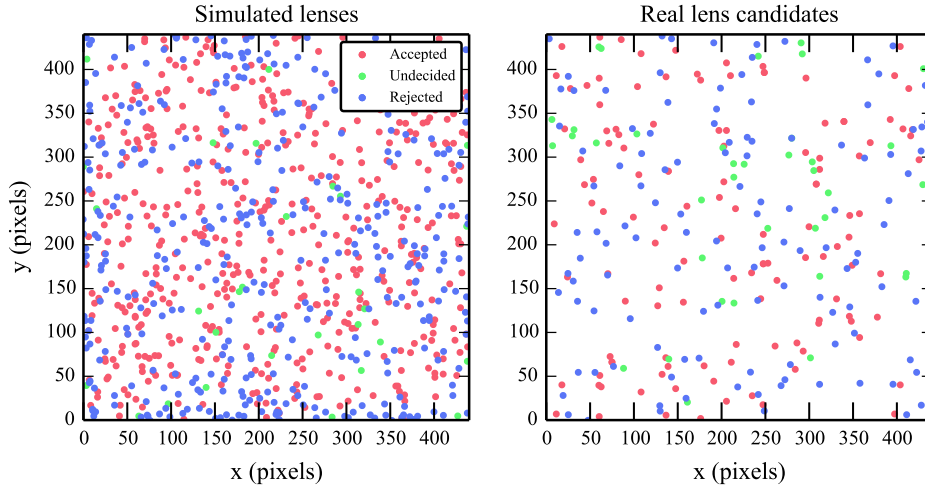 Simulated lenses
Real lens candidates
Accepted
Undecided
Rejected
400
350
300
250
200
150
100
50
0
y (pixels)
0 50 100 150 200 250 300 350 400
x (pixels)
400
350
300
250
200
150
100
50
0
0 50 100 150 200 250 300 350 400
x (pixels)